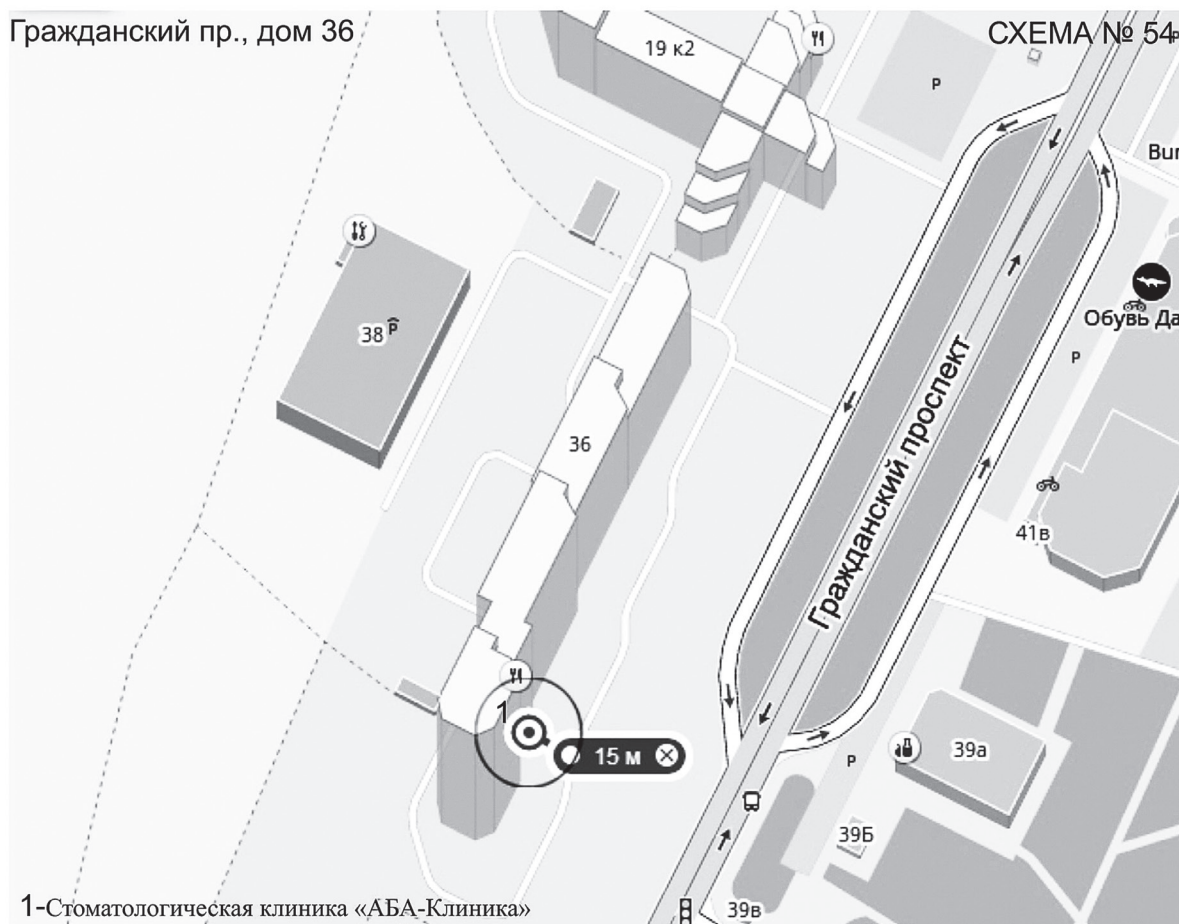 Гражданский пр., дом 36
СХЕМА № 54
19 к2
P
P
38 P
Обувь Да
P
36
Гражданский проспект
41в
1
15 м
39а
P
39Б
39в
1-Стоматологическая клиника «АБА-Клиника»